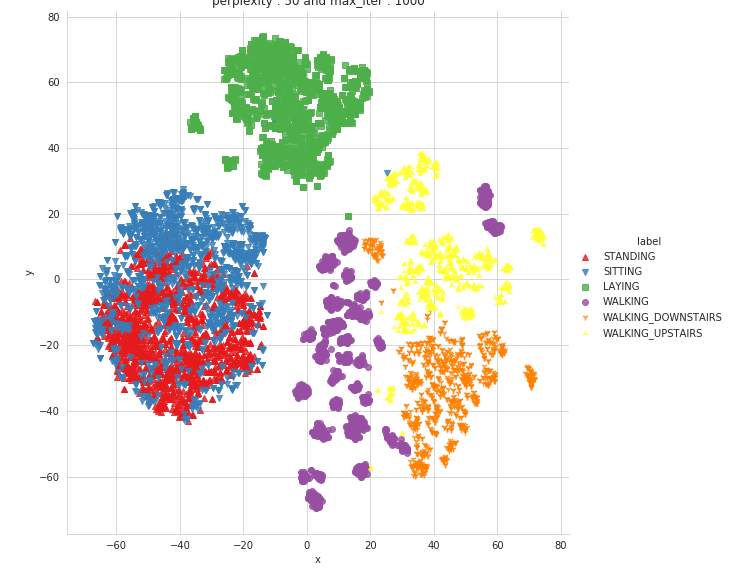 perplexity : 50 and max_iter : 1000
80
60
40
20
0
−20
−40
−60
y
−60 −40 −20 0 20 40 60 80
x
label
STANDING
SITTING
LAYING
WALKING
WALKING_DOWNSTAIRS
WALKING_UPSTAIRS